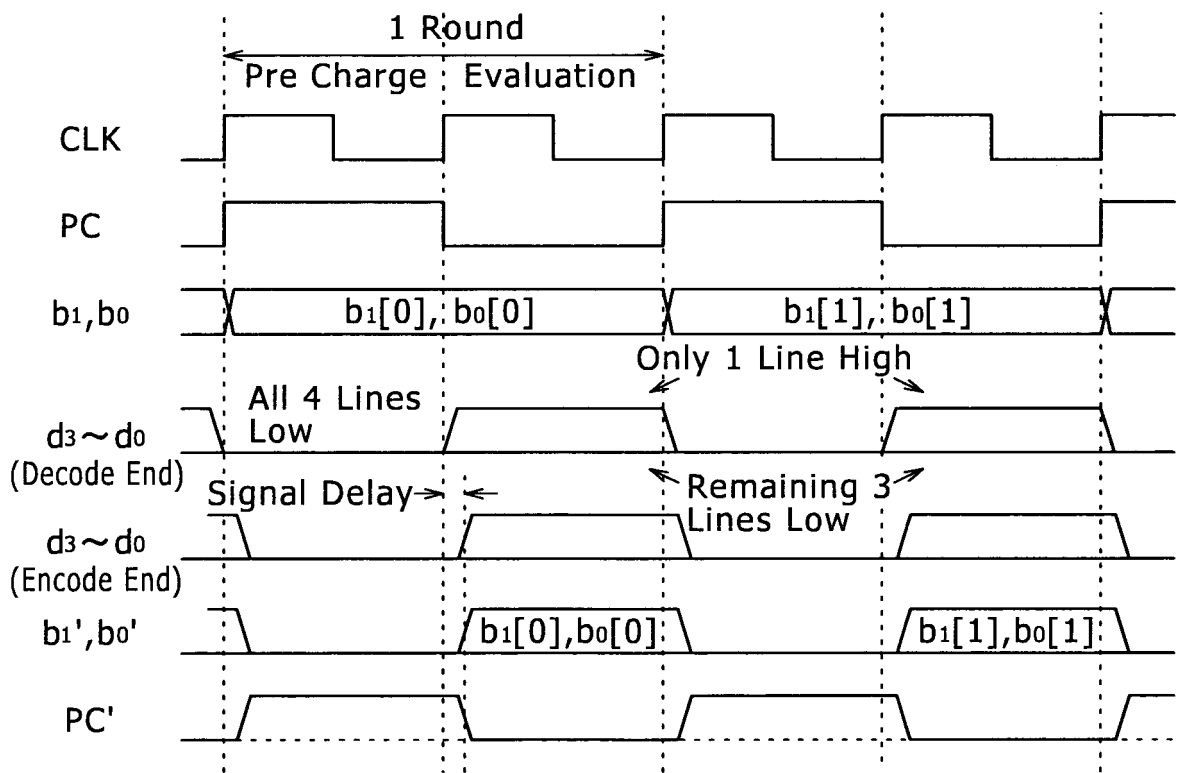 1 Round
Pre Charge Evaluation
CLK
PC
b1,b0
b1[0], b0[0]
b1[1], b0[1]
Only 1 Line High
All 4 Lines
Low
d3~d0
(Decode End)
Signal Delay
Remaining 3
Lines Low
d3~d0
(Encode End)
b1',b0'
b1[0],b0[0]
b1[1],b0[1]
PC'